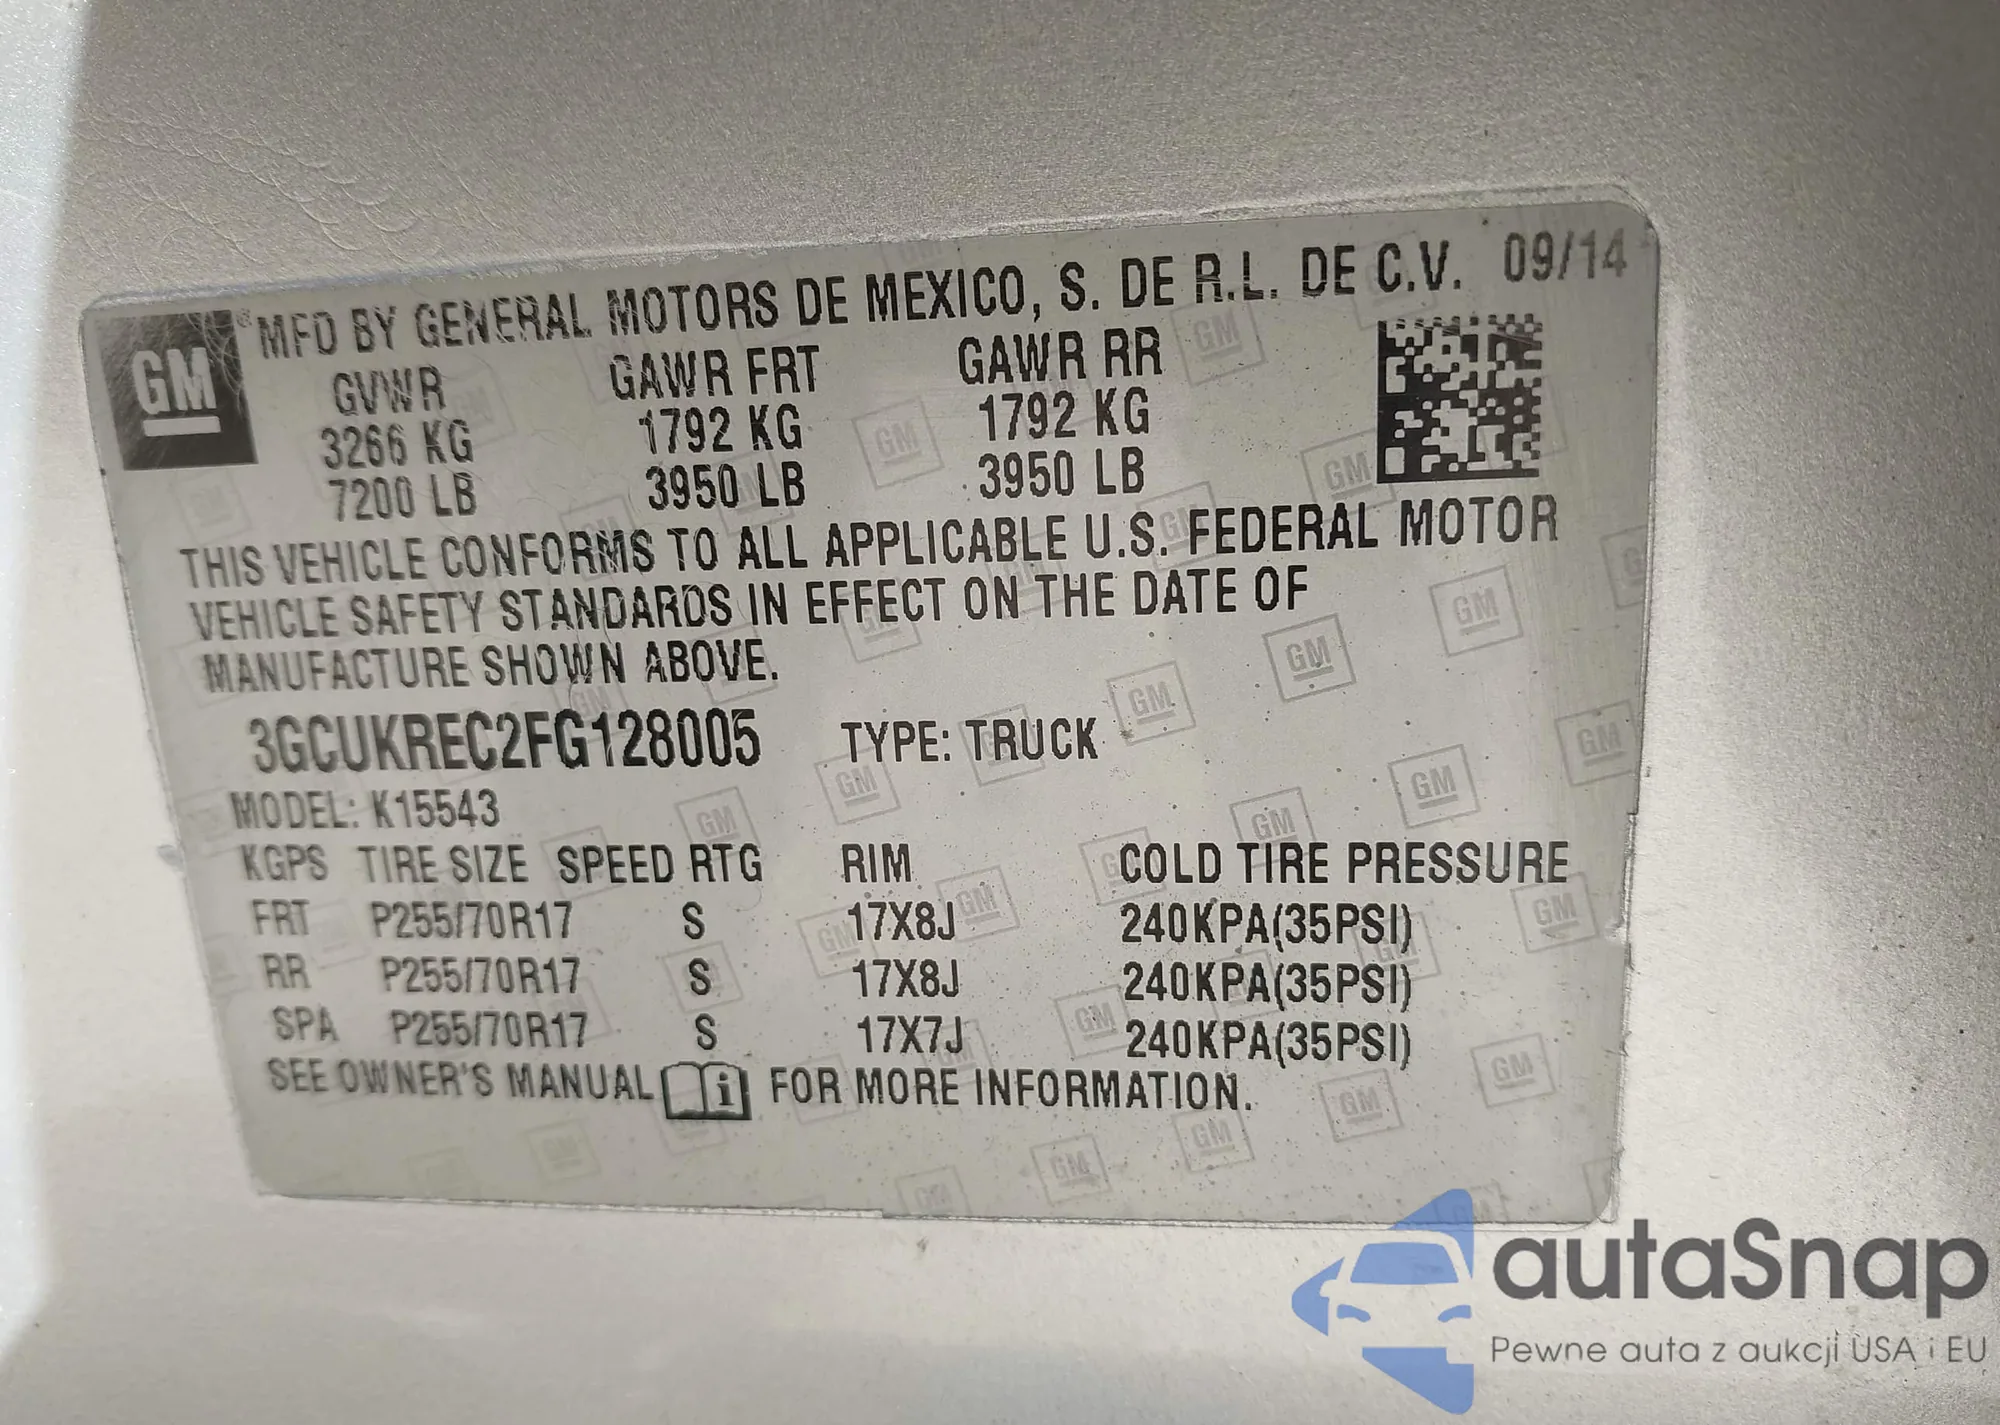 GM
® MFD BY GENERAL MOTORS DE MEXICO, S. DE R.L. DE C.V. 09/14
GVWR GAWR FRT GAWR RR
3266 KG 1792 KG 1792 KG
7200 LB 3950 LB 3950 LB
THIS VEHICLE CONFORMS TO ALL APPLICABLE U.S. FEDERAL MOTOR
VEHICLE SAFETY STANDARDS IN EFFECT ON THE DATE OF
MANUFACTURE SHOWN ABOVE.
3GCUKREC2FG128005 TYPE: TRUCK
MODEL: K15543
KGPS TIRE SIZE SPEED RTG RIM COLD TIRE PRESSURE
FRT P255/70R17 S 17X8J 240KPA(35PSI)
RR P255/70R17 S 17X8J 240KPA(35PSI)
SPA P255/70R17 S 17X7J 240KPA(35PSI)
SEE OWNER'S MANUAL i FOR MORE INFORMATION.
autaSnap
Pewne auta z aukcji USA i EU